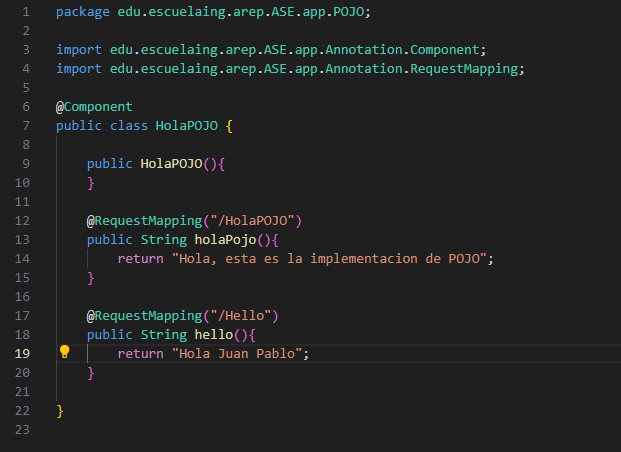 1 package edu.escuelaing.arep.ASE.app.POJO;
2
3 import edu.escuelaing.arep.ASE.app.Annotation.Component;
4 import edu.escuelaing.arep.ASE.app.Annotation.RequestMapping;
5
6 @Component
7 public class HolaPOJO {
8
9 public HolaPOJO(){
10 }
11
12 @RequestMapping("/HolaPOJO")
13 public String holaPojo(){
14 return "Hola, esta es la implementacion de POJO";
15 }
16
17 @RequestMapping("/Hello")
18 public String hello(){
19 return "Hola Juan Pablo";
20 }
21
22 }
23